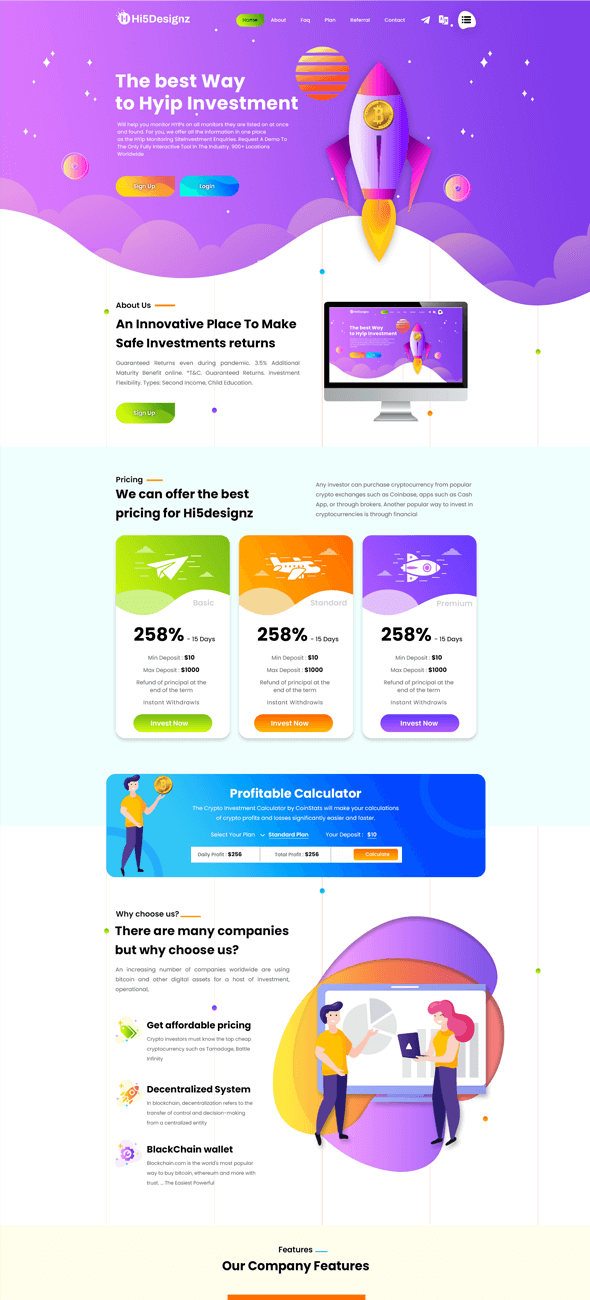 Hi5Designz
Home About Faq Plan Referral Contact
The best Way
to Hyip Investment
Will help you monitor HYIPs on all monitors they are listed on at once
and found. For you, we offer all the information in one place
as the HYip Monitoring SiteInvestment Enquiries. Request A Demo To
The Only Fully Interactive Tool In The Industry. 900+ Locations
Worldwide
Sign Up Login
About Us
An Innovative Place To Make
Safe Investments returns
Guaranteed Returns even during pandemic. 3.5% Additional
Maturity Benefit online. *T&C, Guaranteed Returns. Investment
Flexibility. Types: Second Income, Child Education.
Sign Up
Hi5Designz
The best Way
to Hyip Investment
Pricing
We can offer the best
pricing for Hi5designz
Any investor can purchase cryptocurrency from popular
crypto exchanges such as Coinbase, apps such as Cash
App, or through brokers. Another popular way to invest in
cryptocurrencies is through financial
Basic
258% - 15 Days
Min Deposit : $10
Max Deposit : $1000
Refund of principal at the
end of the term
Instant Withdrawls
Invest Now
Standard
258% - 15 Days
Min Deposit : $10
Max Deposit : $1000
Refund of principal at the
end of the term
Instant Withdrawls
Invest Now
Premium
258% - 15 Days
Min Deposit : $10
Max Deposit : $1000
Refund of principal at the
end of the term
Instant Withdrawls
Invest Now
Profitable Calculator
The Crypto Investment Calculator by CoinStats will make your calculations
of crypto profits and losses significantly easier and faster.
Select Your Plan Standard Plan Your Deposit : $10
Daily Profit : $256 Total Profit : $256 Calculate
Why choose us?
There are many companies
but why choose us?
An increasing number of companies worldwide are using
bitcoin and other digital assets for a host of investment,
operational,
Get affordable pricing
Crypto investors must know the top cheap
cryptocurrency such as Tamadoge, Battle
Infinity
Decentralized System
In blockchain, decentralization refers to the
transfer of control and decision-making
from a centralized entity
BlackChain wallet
Blockchain.com is the world's most popular
way to buy bitcoin, ethereum and more with
trust. ... The Easiest Powerful
Features
Our Company Features